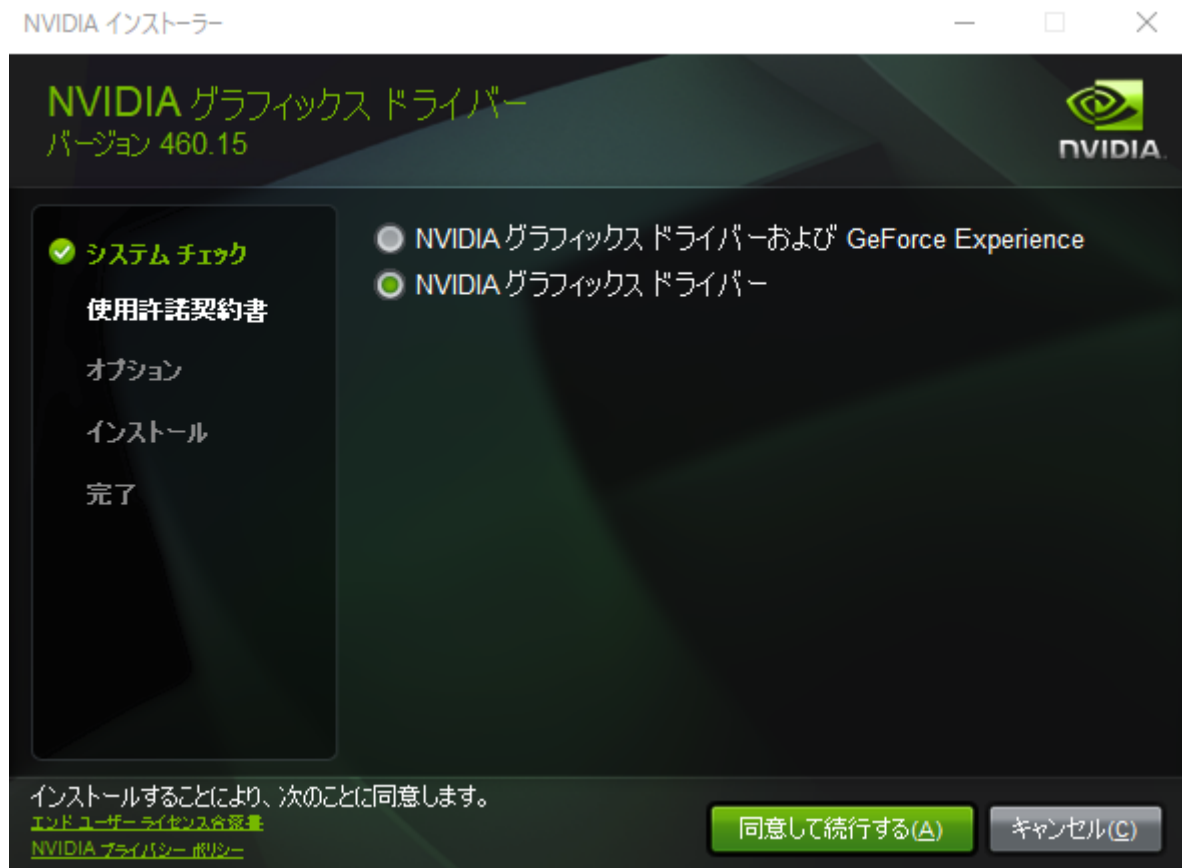 NVIDIA インストーラー
NVIDIA グラフィックス ドライバー
バージョン 460.15
NVIDIA.
システム チェック
使用許諾契約書
オプション
インストール
完了
NVIDIA グラフィックス ドライバーおよび GeForce Experience
NVIDIA グラフィックス ドライバー
インストールすることにより、次のことに同意します。
エンド ユーザー ライセンス合意書
NVIDIA プライバシー ポリシー
同意して続行する(A)
キャンセル(C)